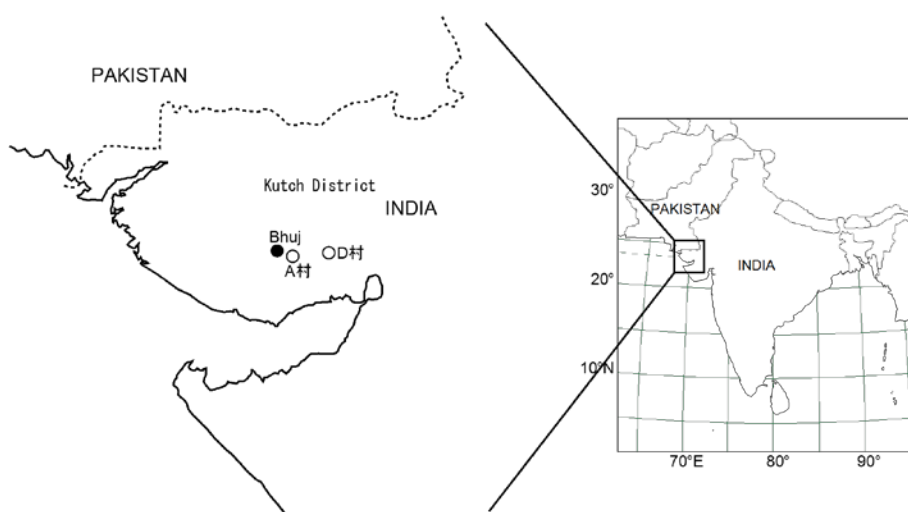 PAKISTAN
Kutch District
INDIA
Bhuj
A村
D村
30°
PAKISTAN
INDIA
20°
10°N
70°E
80°
90°